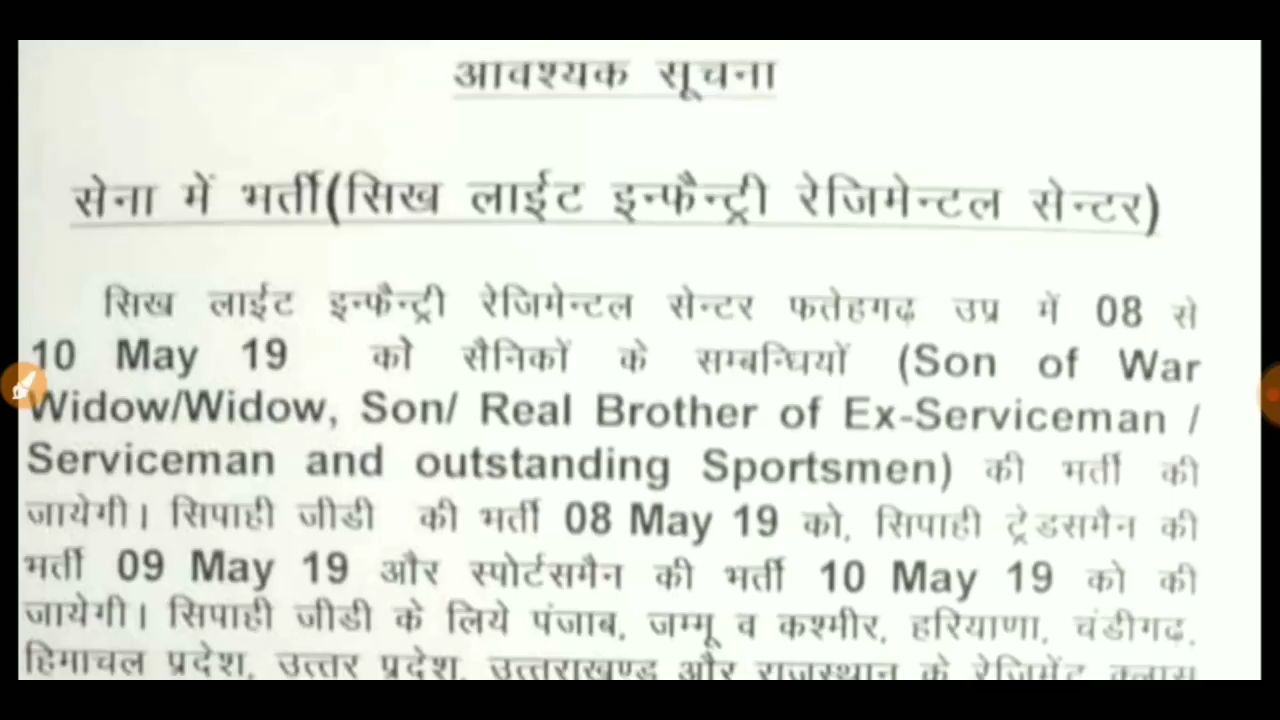 आवश्यक सूचना
सेना में भर्ती(सिख लाईट इन्फैन्ट्री रेजिमेन्टल सेन्टर)
सिख लाईट इन्फैन्ट्री रेजिमेन्टल सेन्टर फतेहगढ़ उप्र में 08 से
10 May 19 को सैनिकों के सम्बन्धियों (Son of War
Widow/Widow, Son/ Real Brother of Ex-Serviceman /
Serviceman and outstanding Sportsmen) की भर्ती की
जायेगी। सिपाही जीडी की भर्ती 08 May 19 को, सिपाही ट्रेडसमैन की
भर्ती 09 May 19 और स्पोर्टसमैन की भर्ती 10 May 19 को की
जायेगी। सिपाही जीडी के लिये पंजाब, जम्मू व कश्मीर, हरियाणा, चंडीगढ़,
हिमाचल प्रदेश, उत्तर प्रदेश, उत्तराखण्ड और राजस्थान के रेजिमेंट क्लास